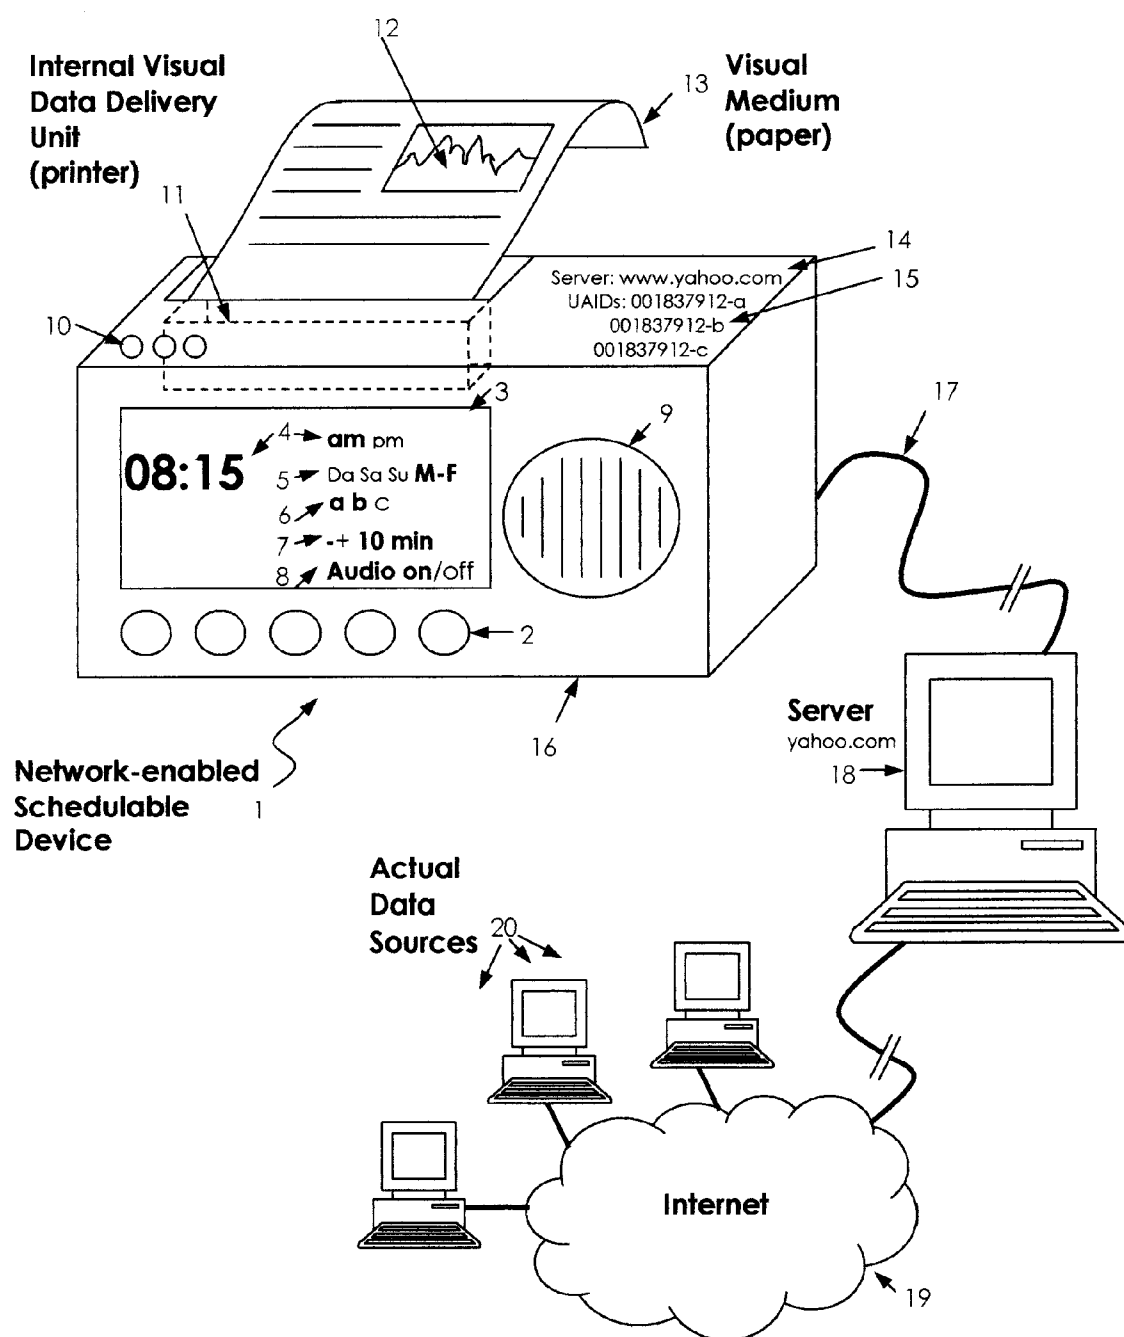 12
Internal Visual
Data Delivery
Unit
(printer)
Visual
Medium
(paper)
13
11
14
Server: www.yahoo.com
15
UAIDs: 001837912-a
001837912-b
001837912-c
10
3
17
9
4
am pm
08:15
5
Da Sa Su M-F
6
a b c
7
-+ 10 min
8
Audio on/off
2
16
Server
yahoo.com
18
Network-enabled
Schedulable
Device
1
Actual
Data
Sources
20
Internet
19